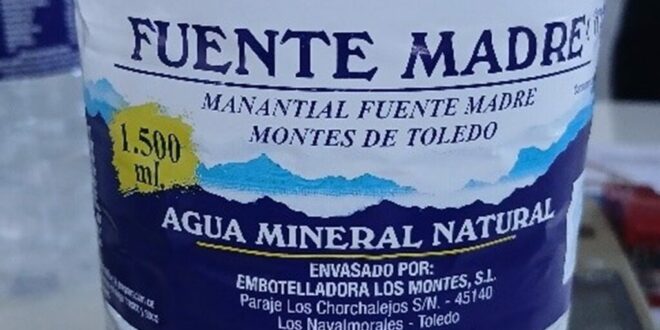 FUENTE MADRE
MANANTIAL FUENTE MADRE
MONTES DE TOLEDO
1.500
ml.
AGUA MINERAL NATURAL
ENVASADO POR:
EMBOTELLADORA LOS MONTES, S.L.
Paraje Los Chorchalejos S/N. - 45140
Los Navalmorales - Toledo